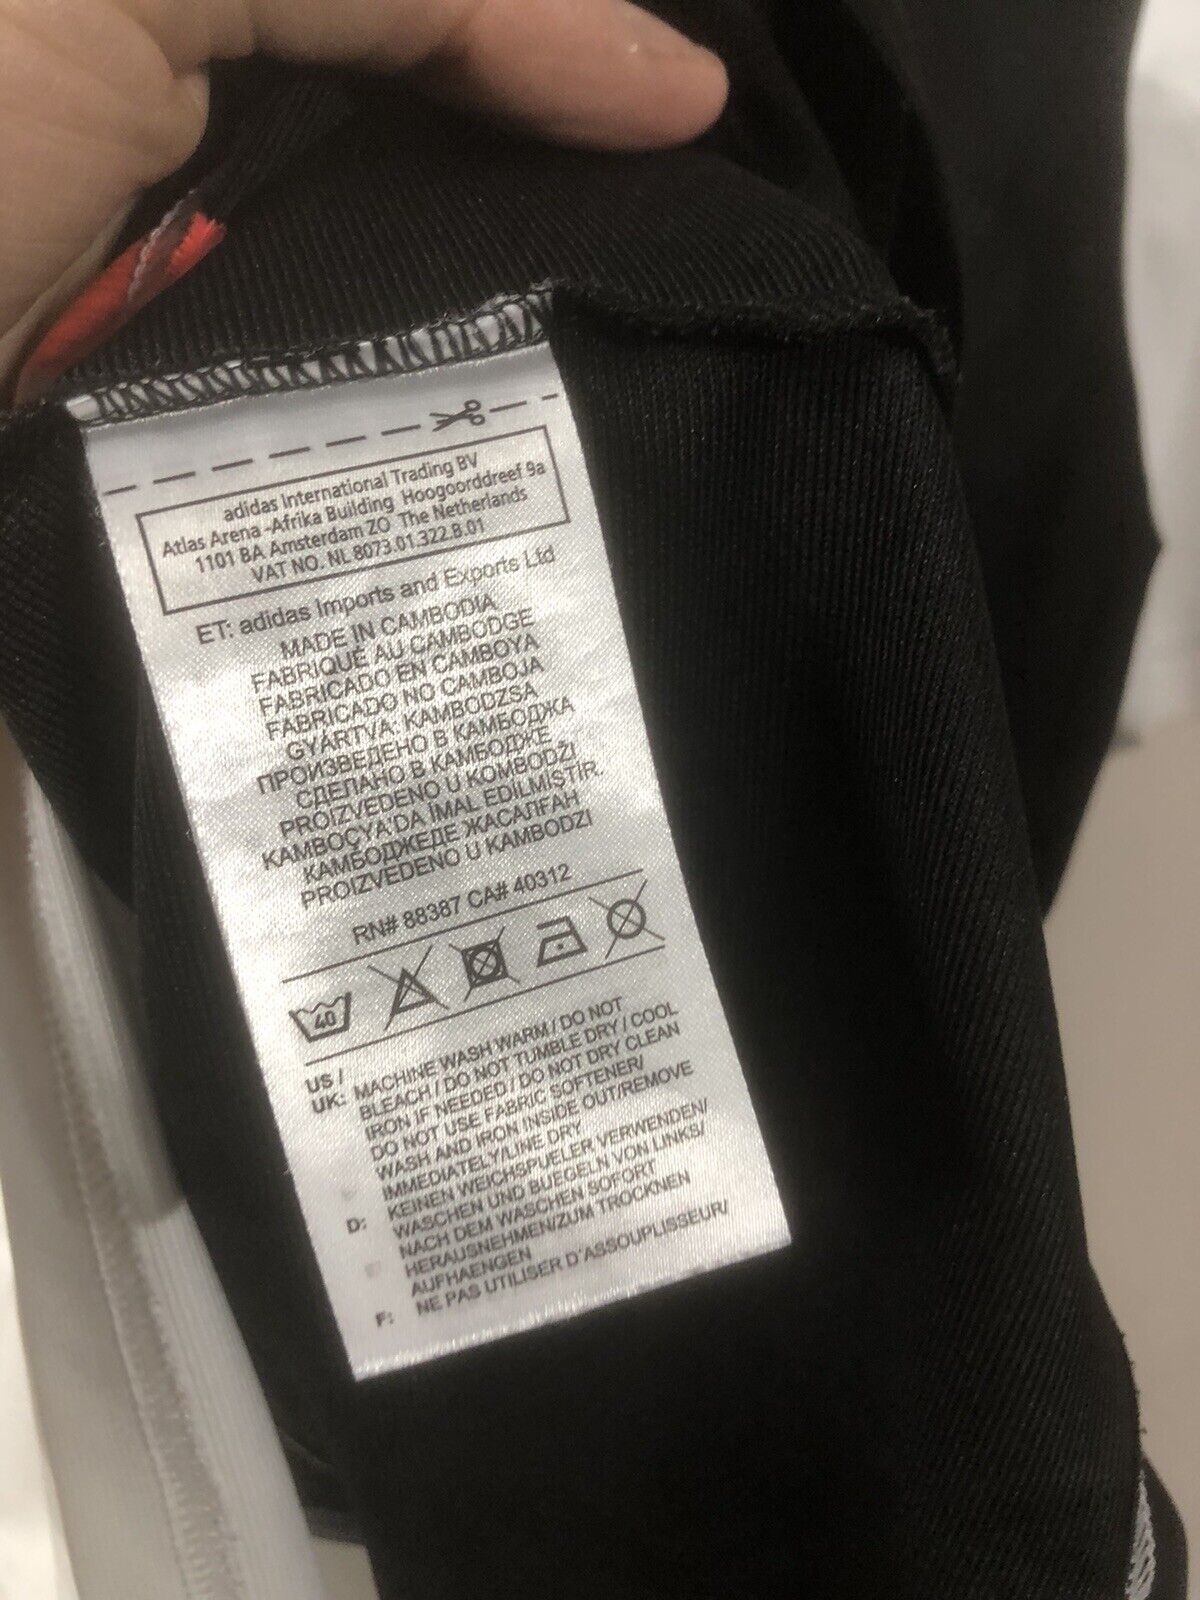 adidas International Trading BV
Atlas Arena -Afrika Building Hoogoorddreef 9a
1101 BA Amsterdam ZO The Netherlands
VAT NO. NL 8073.01.322.B.01
ET: adidas Imports and Exports Ltd
MADE IN CAMBODIA
FABRIQUÉ AU CAMBODGE
FABRICADO EN CAMBOYA
FABRICADO NO CAMBOJA
GYÁRTVA: KAMBODZSA
ПРОИЗВЕДЕНО В КАМБОДЖА
СДЕЛАНО В КАМБОДЖЕ
PROIZVEDENO U KOMBODŽI
KAMBOÇYA'DA İMAL EDİLMİŞTİR.
КАМБОДЖЕДЕ ЖАСАЛҒАН
PROIZVEDENO U KAMBODZI
RN# 88387 CA# 40312
40
US /
UK: MACHINE WASH WARM / DO NOT
BLEACH / DO NOT TUMBLE DRY / COOL
IRON IF NEEDED / DO NOT DRY CLEAN
DO NOT USE FABRIC SOFTENER/
WASH AND IRON INSIDE OUT/REMOVE
IMMEDIATELY/LINE DRY
D: KEINEN WEICHSPUELER VERWENDEN/
WASCHEN UND BUEGELN VON LINKS/
NACH DEM WASCHEN SOFORT
HERAUSNEHMEN/ZUM TROCKNEN
AUFHAENGEN
F: NE PAS UTILISER D'ASSOUPLISSEUR/